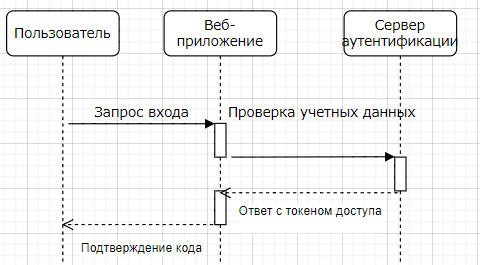 Пользователь
Веб-
приложение
Сервер
аутентификации
Запрос входа
Проверка учетных данных
Ответ с токеном доступа
Подтверждение кода